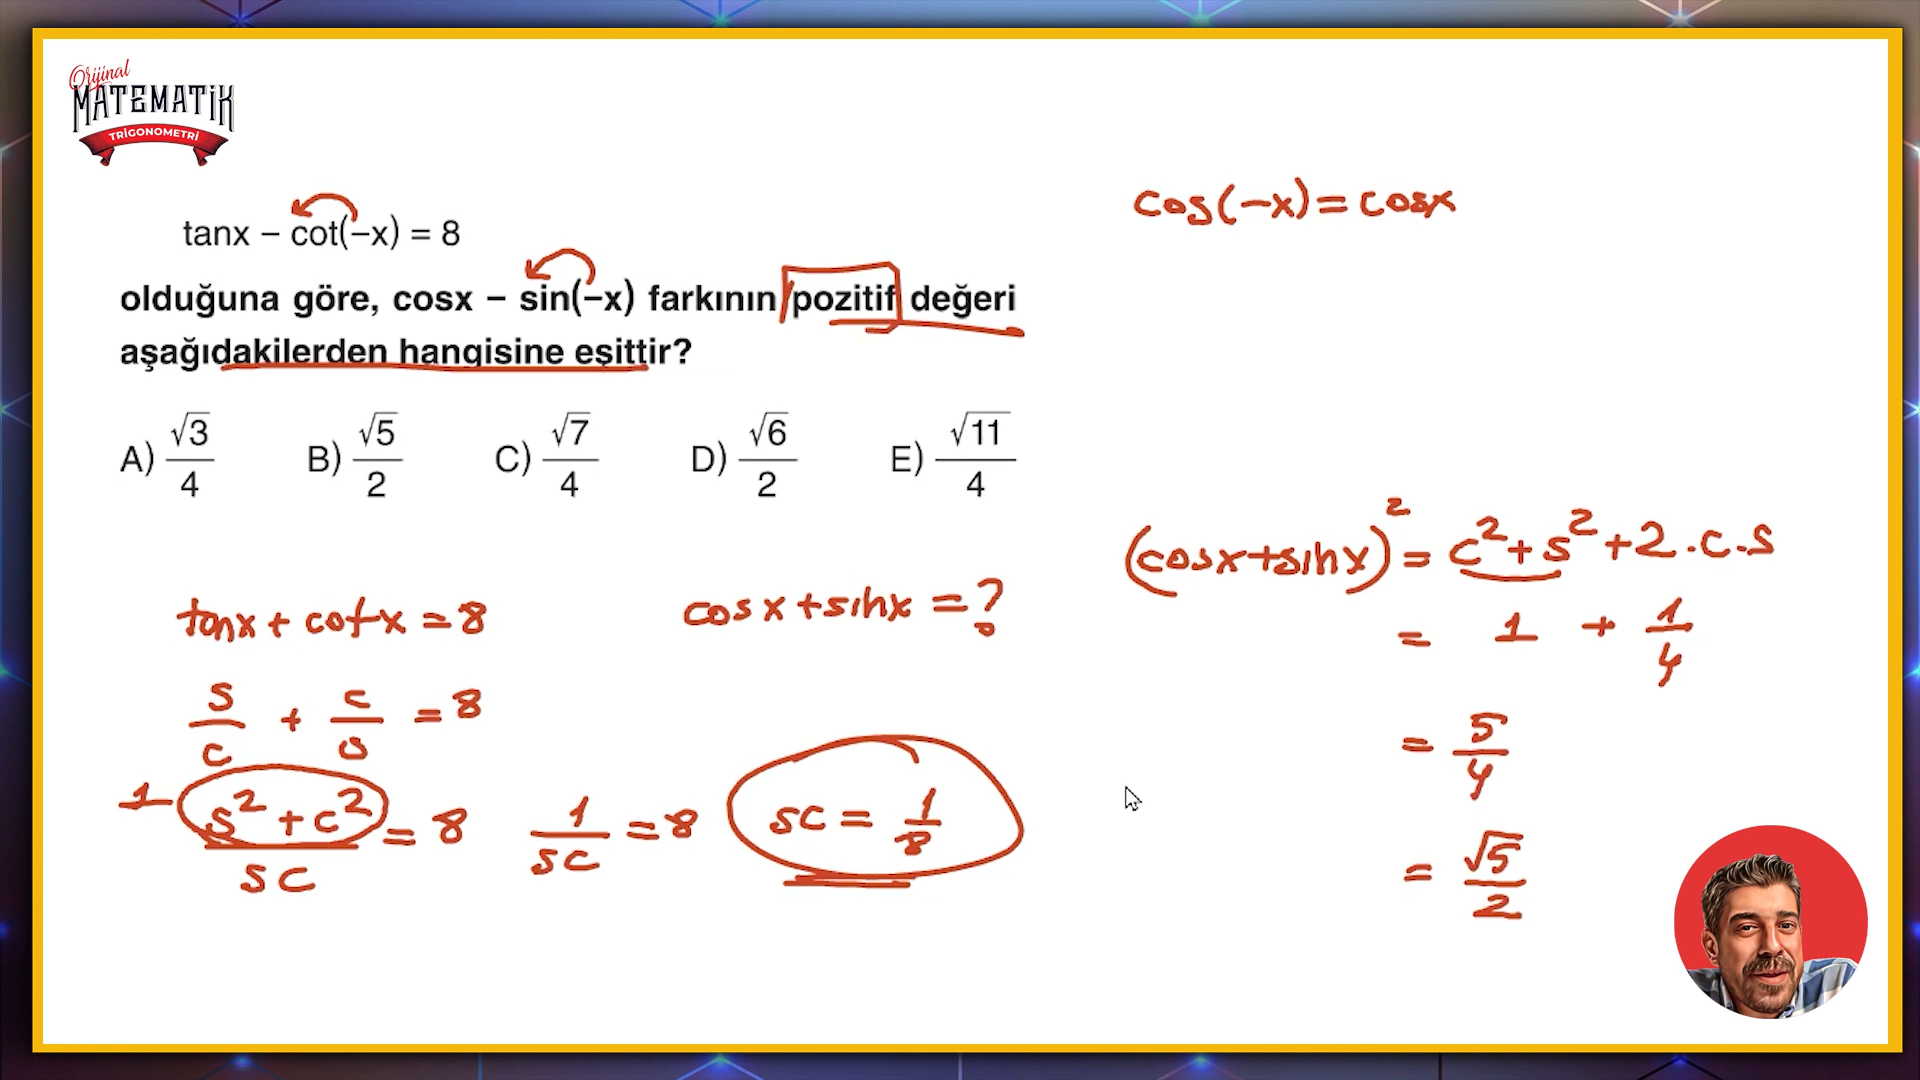 Orijinal
MATEMATİK
TRİGONOMETRİ
tanx − cot(−x) = 8
olduğuna göre, cosx − sin(−x) farkının pozitif değeri
aşağıdakilerden hangisine eşittir?
A) √3/4 B) √5/2 C) √7/4 D) √6/2 E) √11/4
tanx + cotx = 8
s/c + c/s = 8
1 (s² + c²)/sc = 8
1/sc = 8
sc = 1/8
cosx + sinx = ?
cos(−x) = cosx
(cosx + sinx)² = c² + s² + 2.c.s
= 1 + 1/4
= 5/4
= √5/2